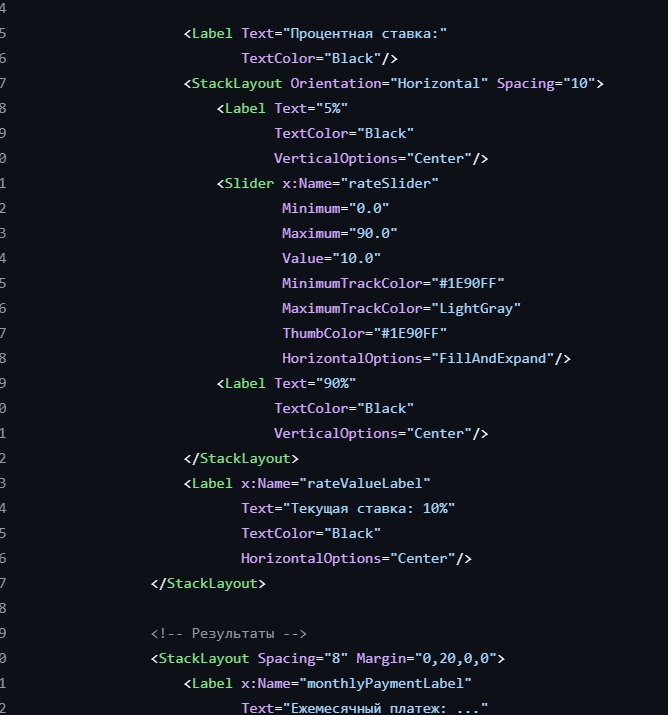 4
5 <Label Text="Процентная ставка:"
6 TextColor="Black"/>
7 <StackLayout Orientation="Horizontal" Spacing="10">
8 <Label Text="5%"
9 TextColor="Black"
0 VerticalOptions="Center"/>
1 <Slider x:Name="rateSlider"
2 Minimum="0.0"
3 Maximum="90.0"
4 Value="10.0"
5 MinimumTrackColor="#1E90FF"
6 MaximumTrackColor="LightGray"
7 ThumbColor="#1E90FF"
8 HorizontalOptions="FillAndExpand"/>
9 <Label Text="90%"
0 TextColor="Black"
1 VerticalOptions="Center"/>
2 </StackLayout>
3 <Label x:Name="rateValueLabel"
4 Text="Текущая ставка: 10%"
5 TextColor="Black"
6 HorizontalOptions="Center"/>
7 </StackLayout>
8
9 <!-- Результаты -->
0 <StackLayout Spacing="8" Margin="0,20,0,0">
1 <Label x:Name="monthlyPaymentLabel"
2 Text="Ежемесячный платеж: ..."